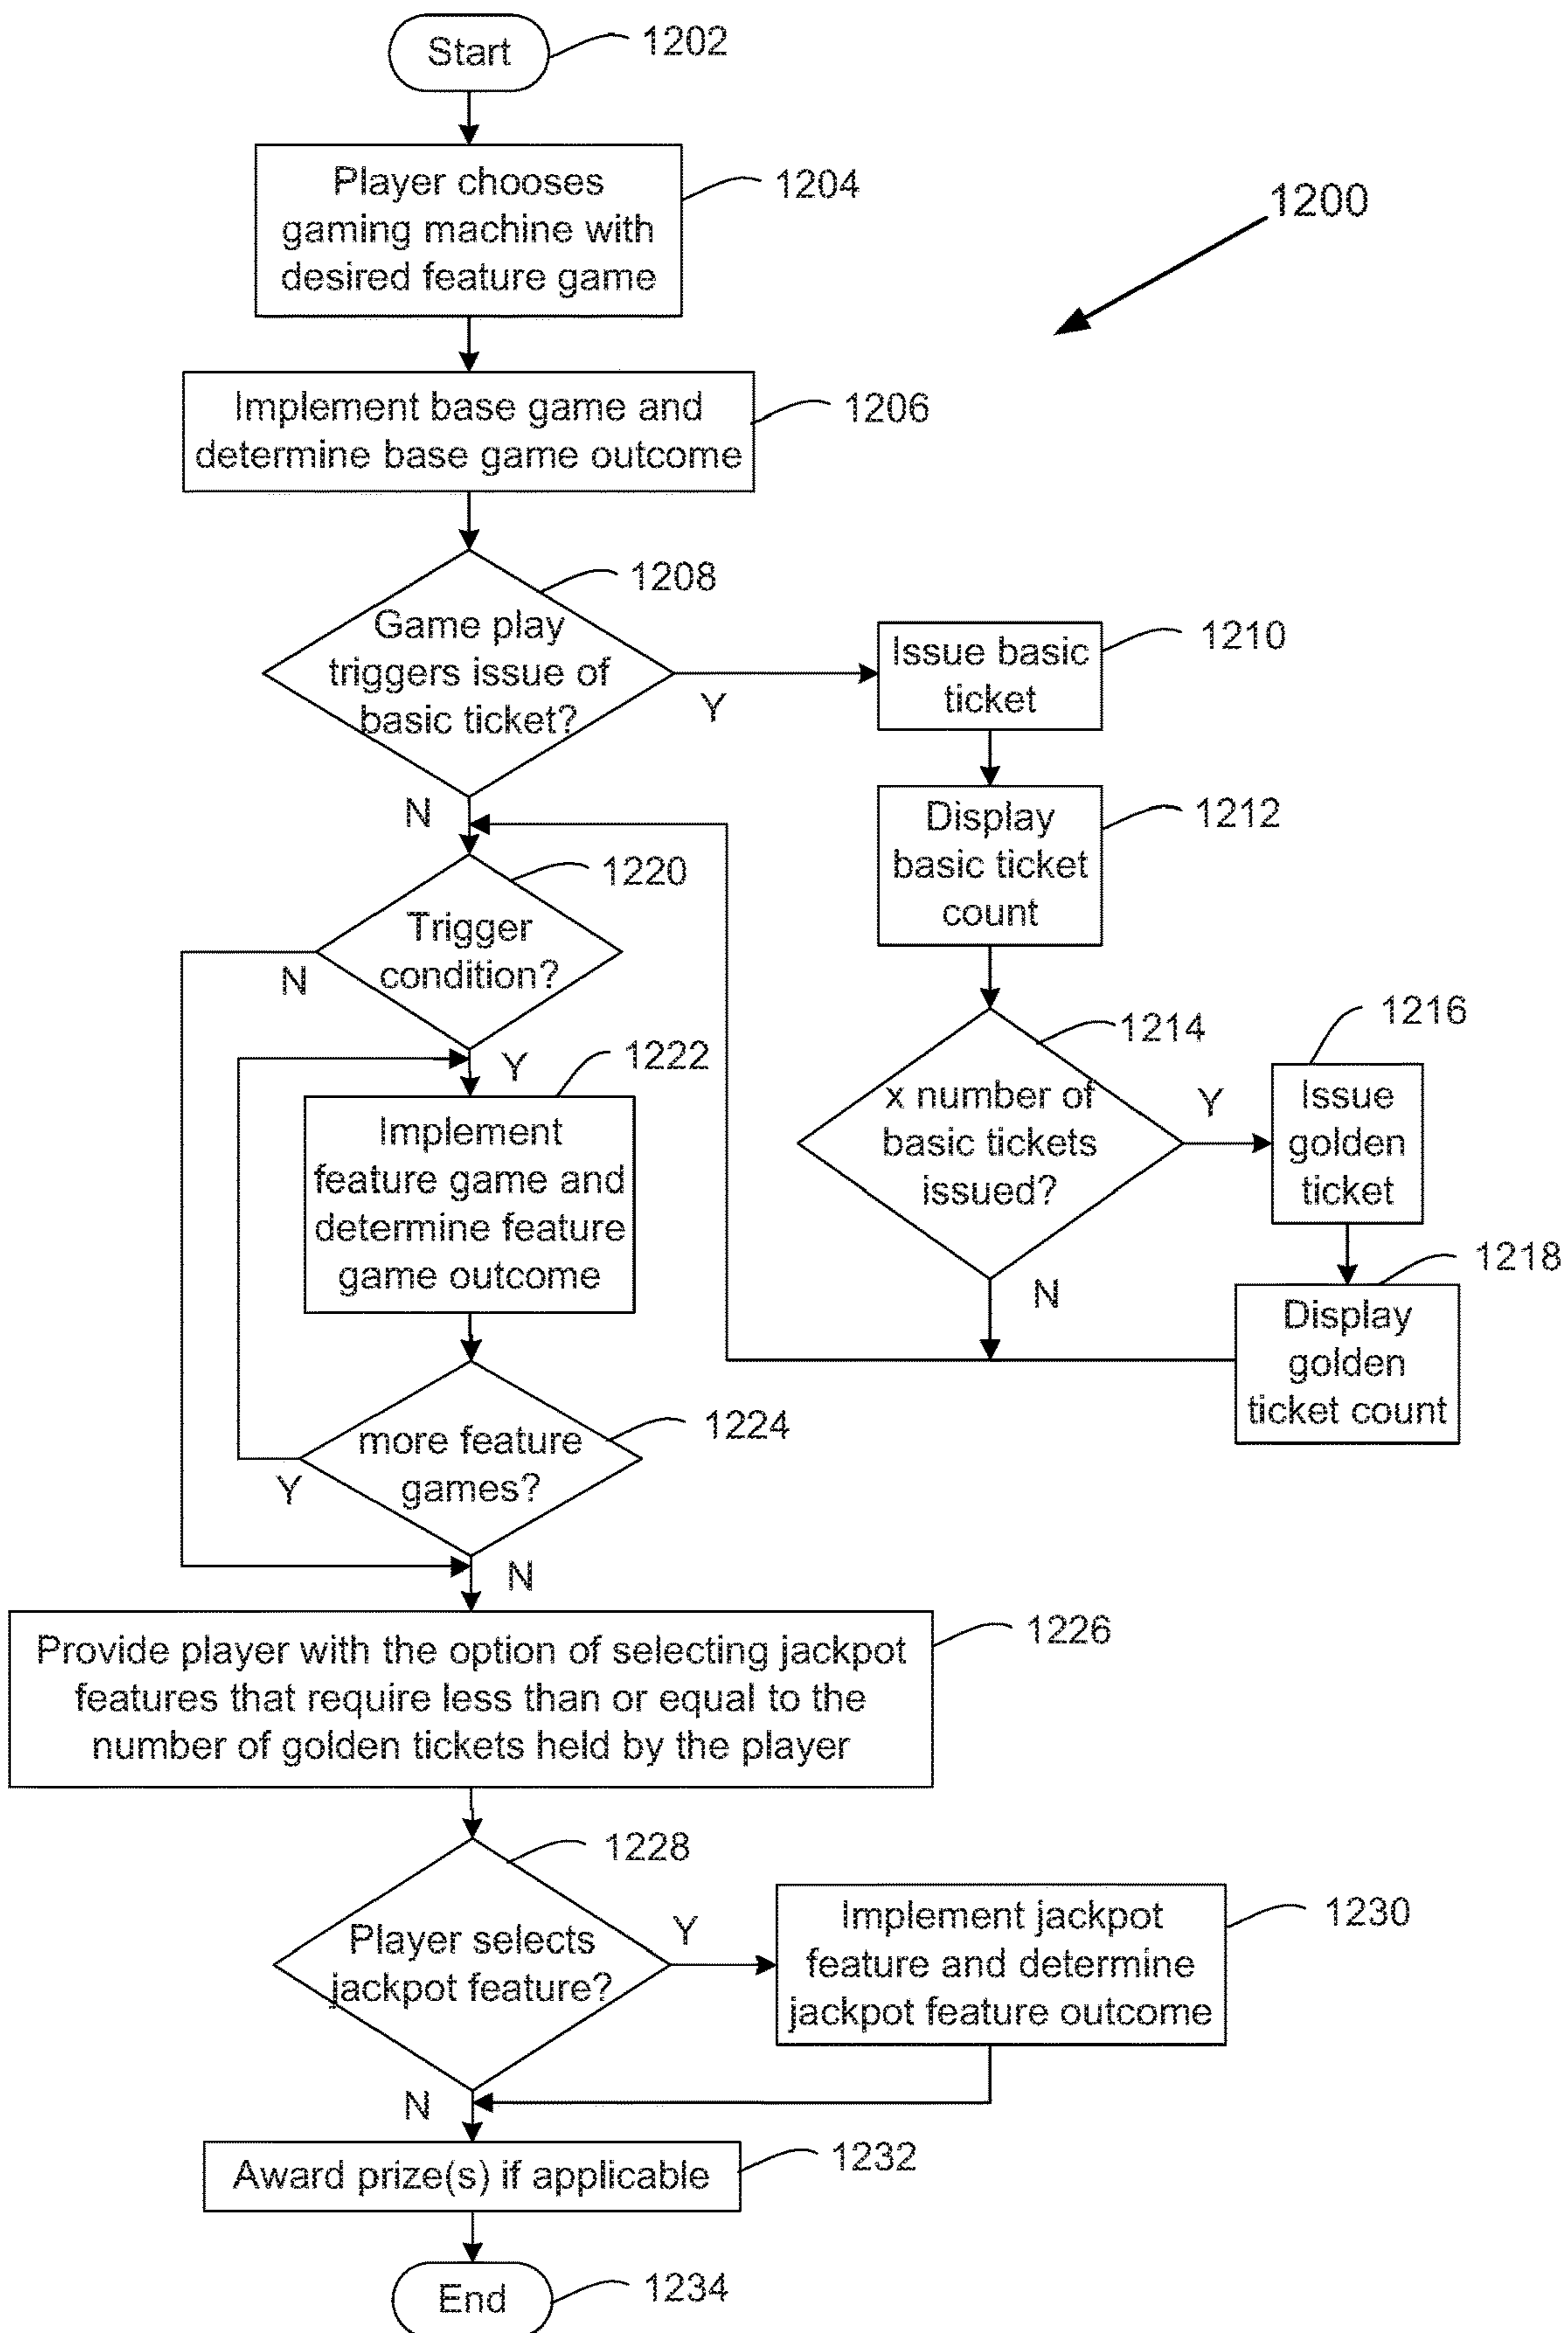 Start
1202
Player chooses
gaming machine with
desired feature game
1204
1200
Implement base game and
determine base game outcome
1206
Game play
triggers issue of
basic ticket?
1208
Y
N
Issue basic
ticket
1210
Display
basic ticket
count
1212
x number of
basic tickets
issued?
1214
Y
N
Issue
golden
ticket
1216
Display
golden
ticket count
1218
Trigger
condition?
1220
N
Y
Implement
feature game and
determine feature
game outcome
1222
more feature
games?
1224
Y
N
Provide player with the option of selecting jackpot
features that require less than or equal to the
number of golden tickets held by the player
1226
Player selects
jackpot feature?
1228
Y
N
Implement jackpot
feature and determine
jackpot feature outcome
1230
Award prize(s) if applicable
1232
End
1234